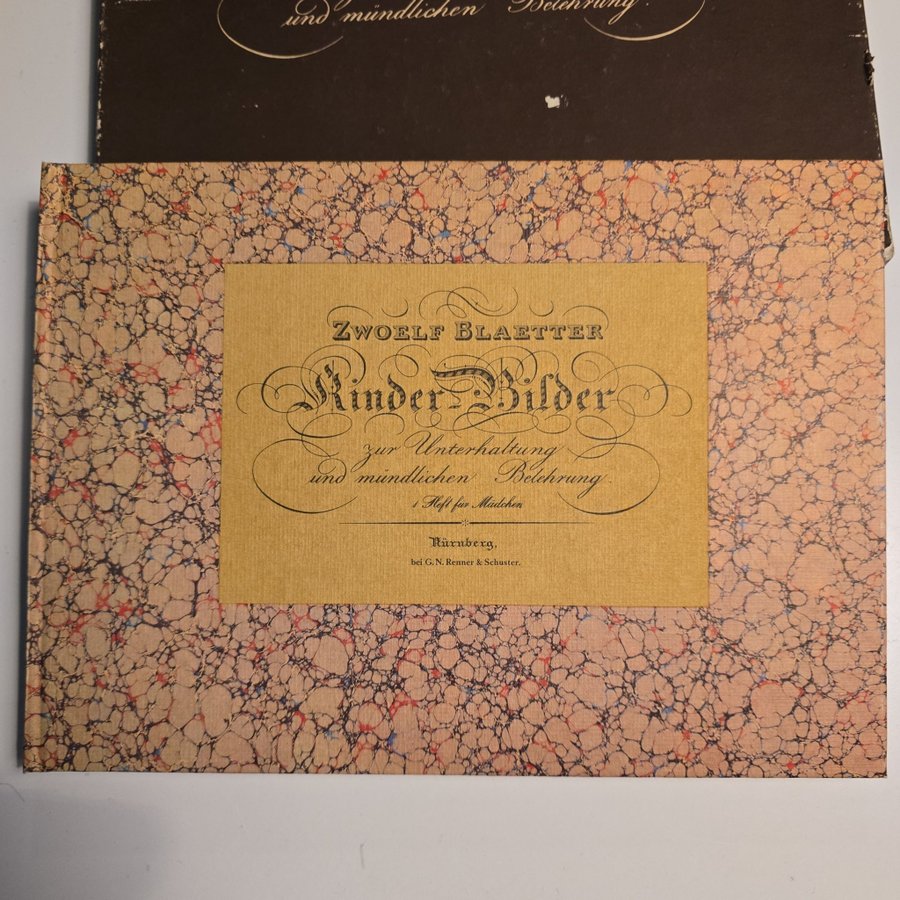 und mündlichen Belehrung.
ZWOELF BLAETTER
Kinder-Bilder
zur Unterhaltung
und mündlichen Belehrung.
1 Heft für Mädchen
Nürnberg,
bei G. N. Renner & Schuster.